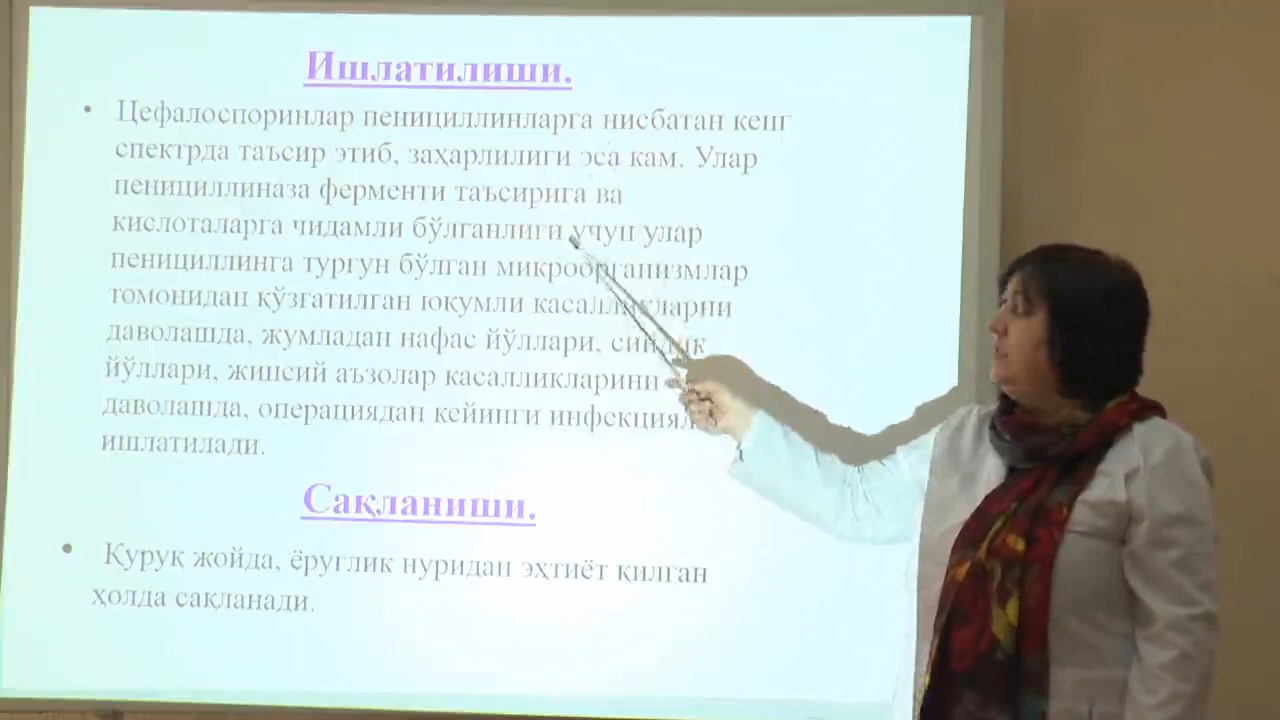 Ишлатилиши.
• Цефалоспоринлар пенициллинларга нисбатан кенг
спектрда таъсир этиб, заҳарлилиги эса кам. Улар
пенициллиназа ферменти таъсирига ва
кислоталарга чидамли бўлганлиги учун улар
пенициллинга турғун бўлган микроорганизмлар
томонидан қўзғатилган юқумли касалликларни
даволашда, жумладан нафас йўллари, сийдик
йўллари, жинсий аъзолар касалликларини
даволашда, операциядан кейинги
ишлатилади.
Сақланиши.
• Қуруқ жойда, ёруғлик нуридан эҳтиёт қилган
ҳолда сақланади.